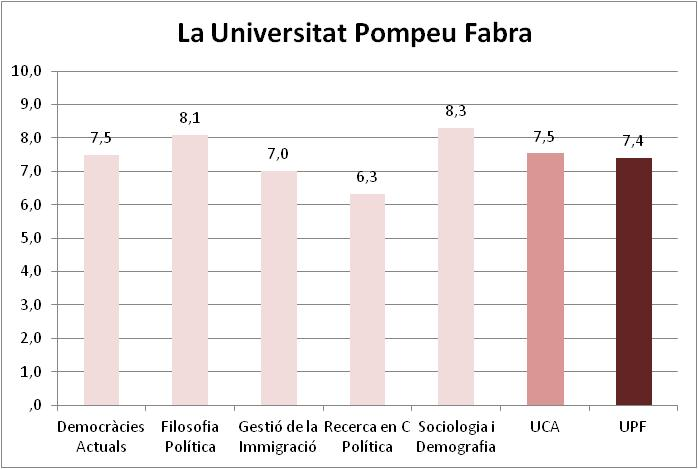 La Universitat Pompeu Fabra
10,0
9,0
8,0
7,0
6,0
5,0
4,0
3,0
2,0
1,0
,0
7,5
8,1
7,0
6,3
8,3
7,5
7,4
Democràcies
Actuals
Filosofia
Política
Gestió de la
Immigració
Recerca en C
Política
Sociologia i
Demografia
UCA
UPF